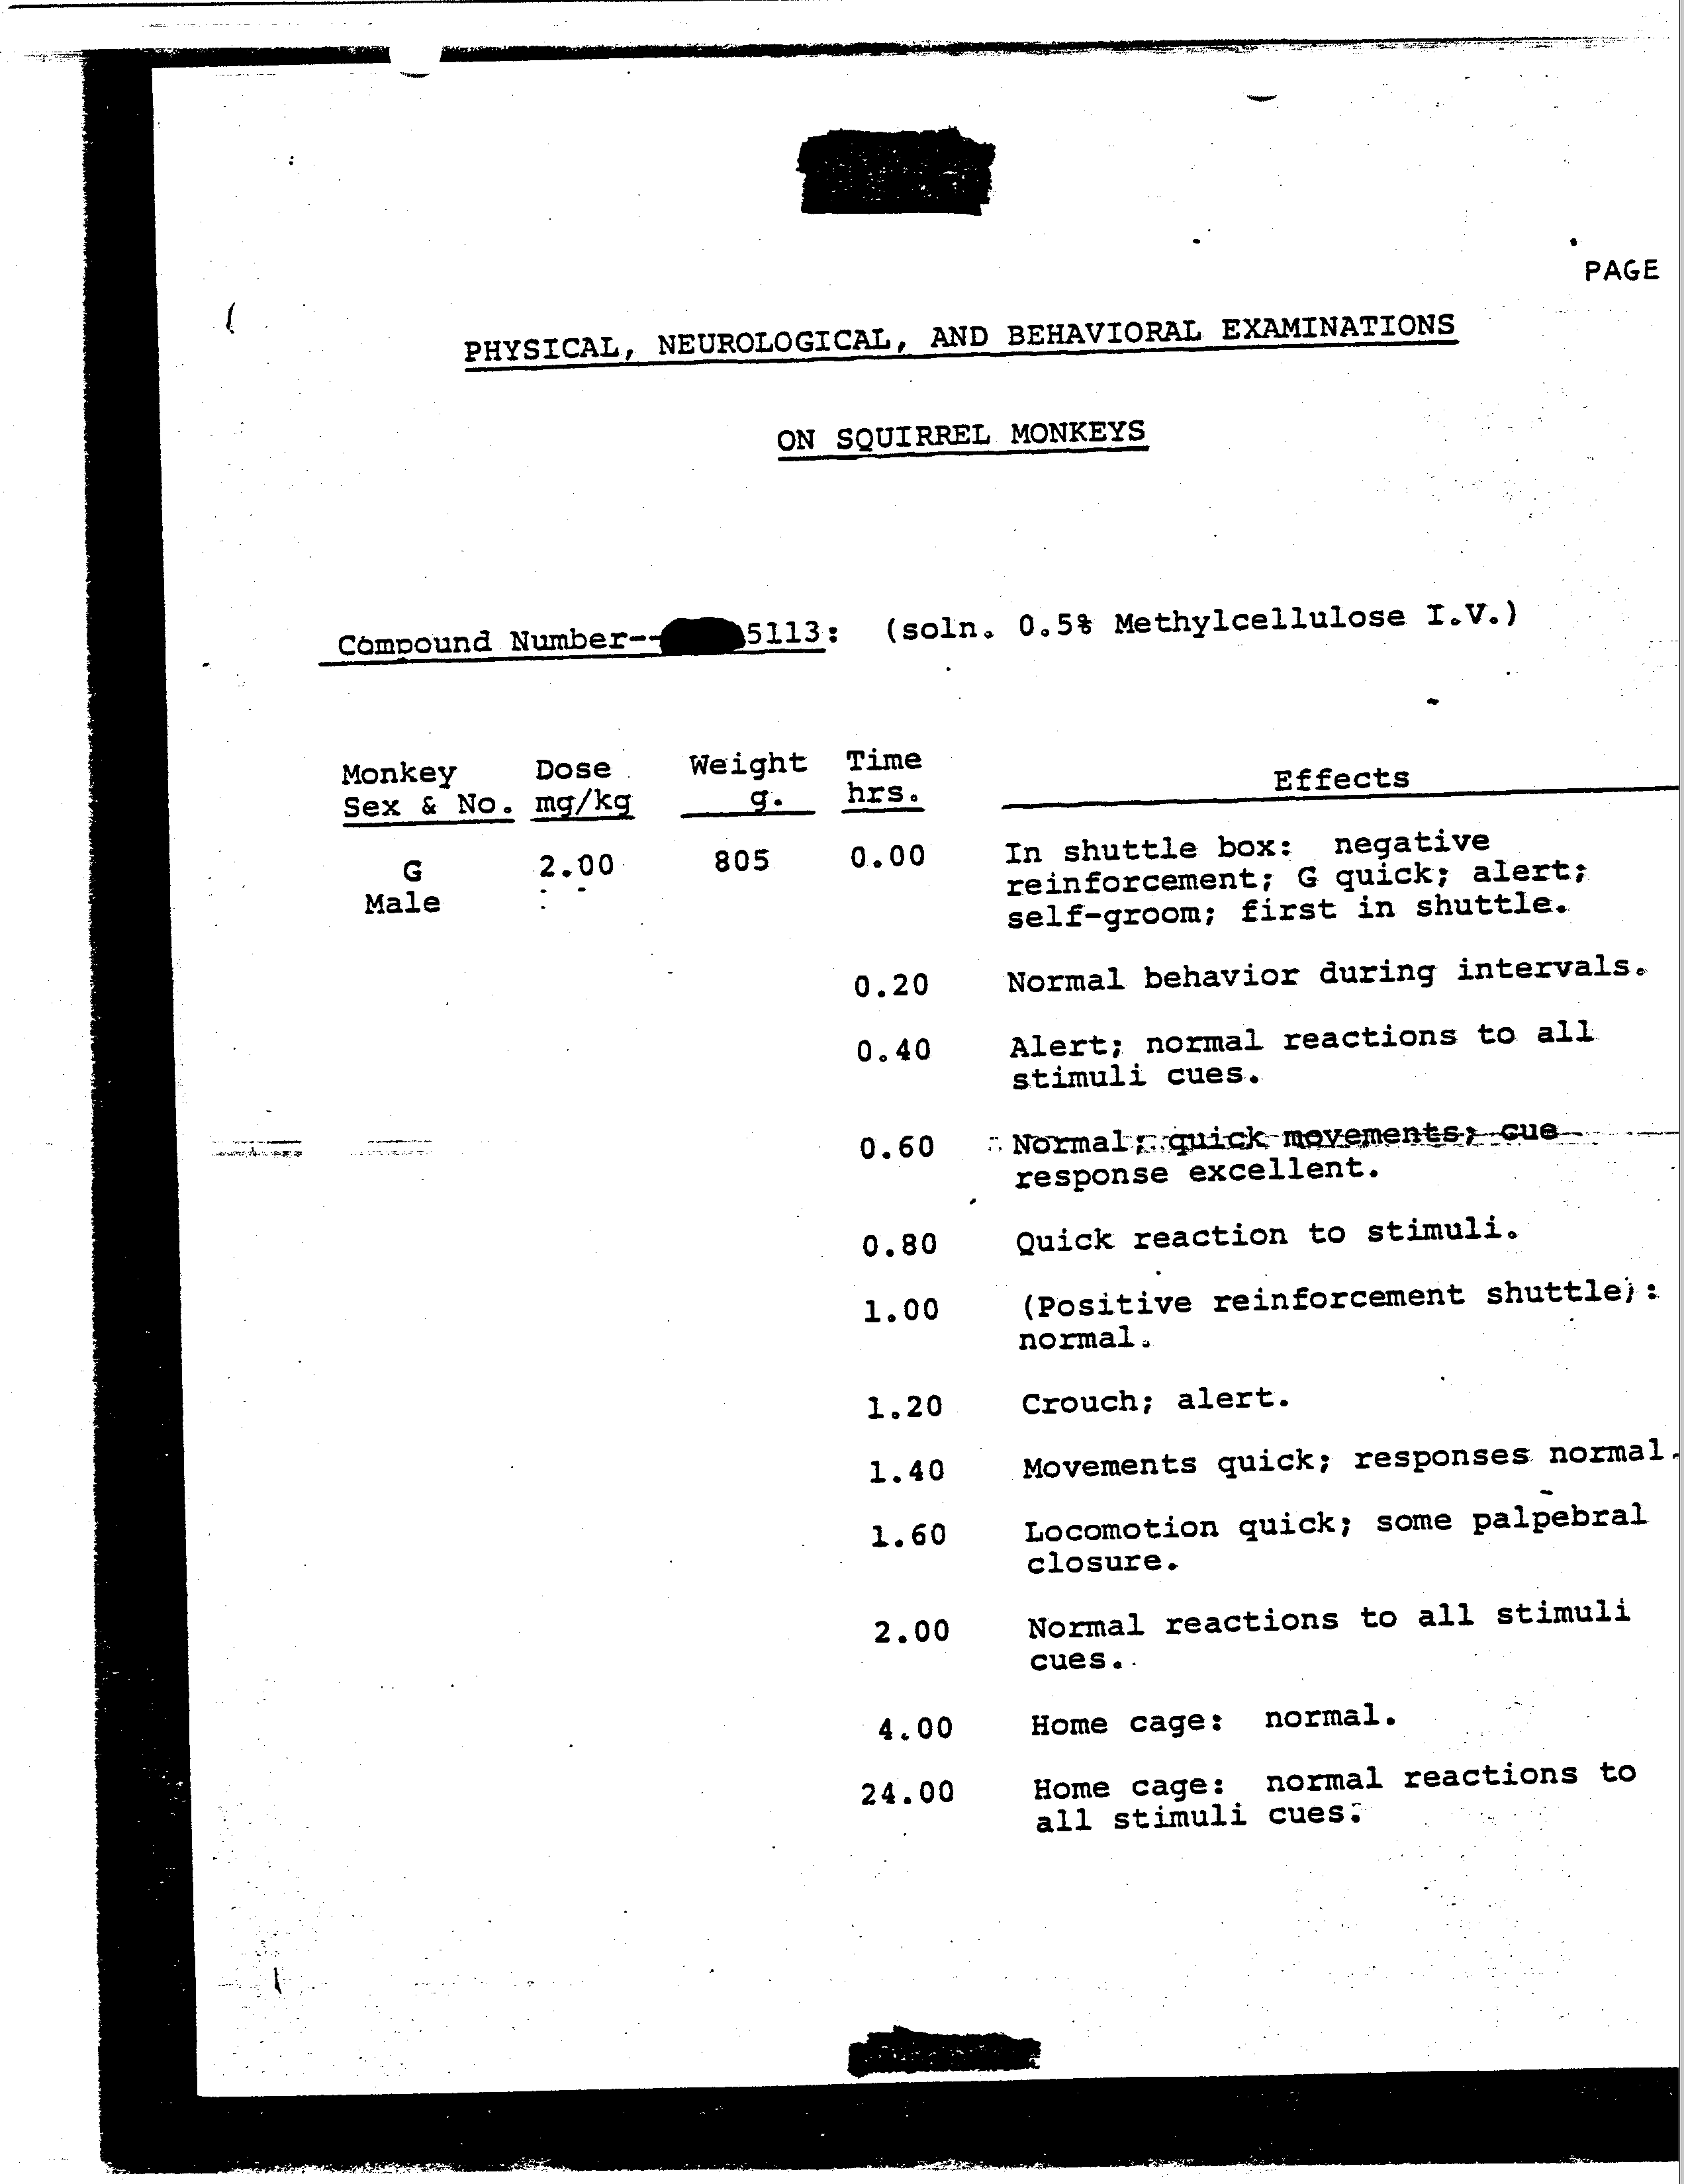 PAGE
PHYSICAL, NEUROLOGICAL, AND BEHAVIORAL EXAMINATIONS
ON SQUIRREL MONKEYS
Compound Number-- 5113: (soln. 0.5% Methylcellulose I.V.)
Monkey Dose Weight Time
Sex & No. mg/kg g. hrs. Effects
G 2.00 805 0.00 In shuttle box: negative
Male reinforcement; G quick; alert;
self-groom; first in shuttle.
0.20 Normal behavior during intervals.
0.40 Alert; normal reactions to all
stimuli cues.
0.60 Normal; quick movements; cue
response excellent.
0.80 Quick reaction to stimuli.
1.00 (Positive reinforcement shuttle):
normal.
1.20 Crouch; alert.
1.40 Movements quick; responses normal.
1.60 Locomotion quick; some palpebral
closure.
2.00 Normal reactions to all stimuli
cues.
4.00 Home cage: normal.
24.00 Home cage: normal reactions to
all stimuli cues.